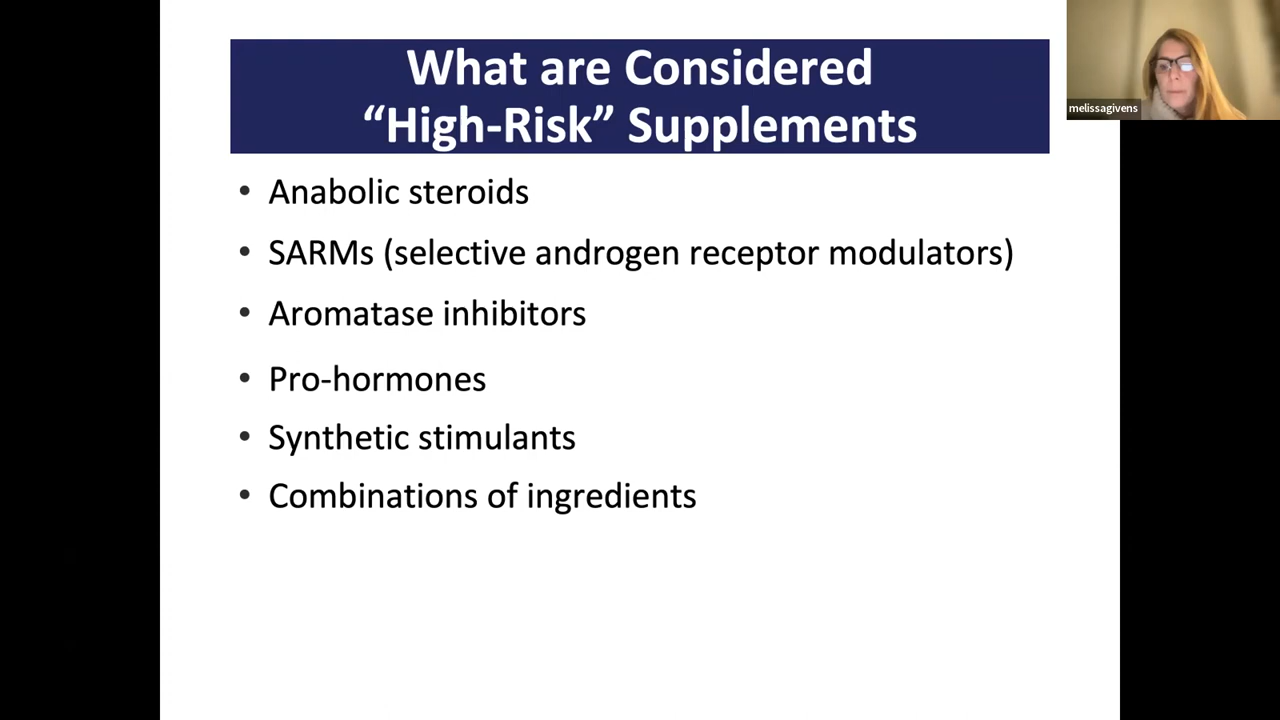 What are Considered
“High-Risk” Supplements
melissagivens
• Anabolic steroids
• SARMs (selective androgen receptor modulators)
• Aromatase inhibitors
• Pro-hormones
• Synthetic stimulants
• Combinations of ingredients